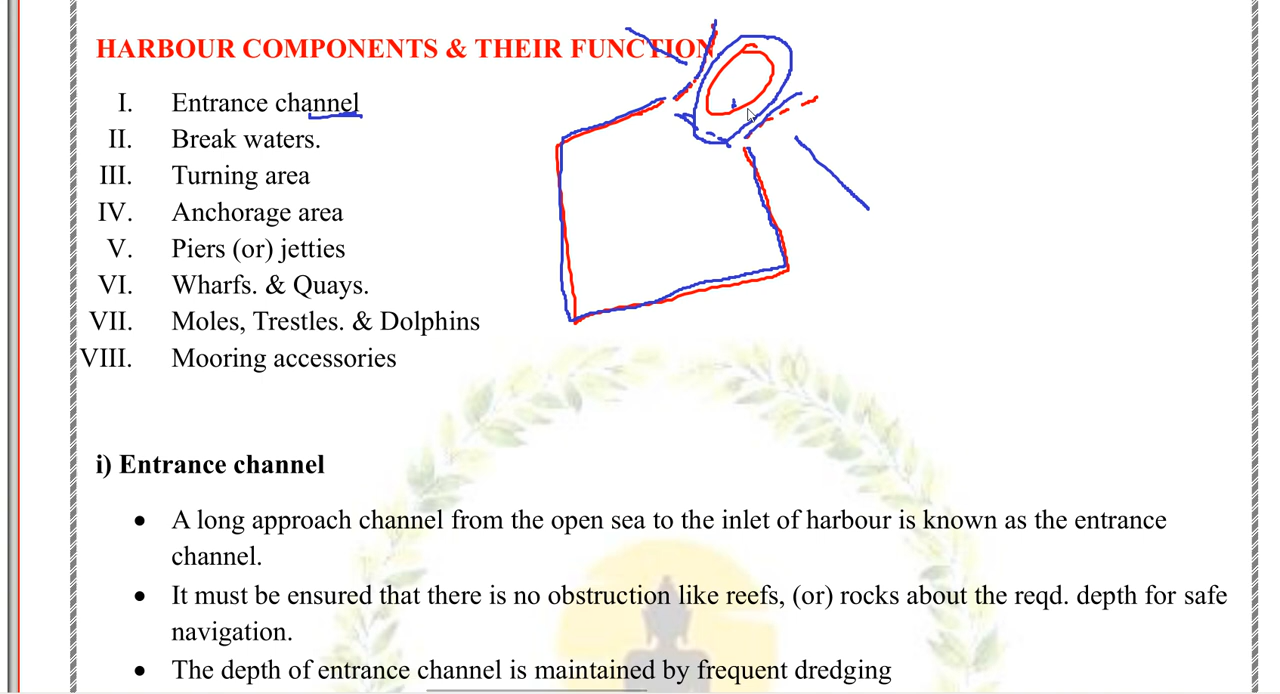 HARBOUR COMPONENTS & THEIR FUNCTION
I. Entrance channel
II. Break waters.
III. Turning area
IV. Anchorage area
V. Piers (or) jetties
VI. Wharfs. & Quays.
VII. Moles, Trestles. & Dolphins
VIII. Mooring accessories
i) Entrance channel
• A long approach channel from the open sea to the inlet of harbour is known as the entrance
channel.
• It must be ensured that there is no obstruction like reefs, (or) rocks about the reqd. depth for safe
navigation.
• The depth of entrance channel is maintained by frequent dredging